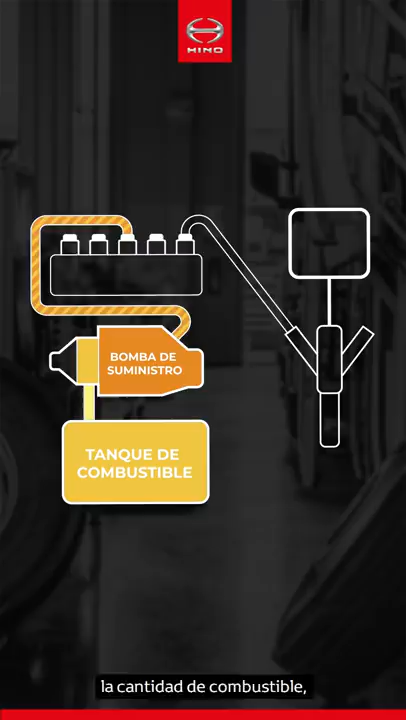 HINO
BOMBA DE
SUMINISTRO
TANQUE DE
COMBUSTIBLE
la cantidad de combustible,